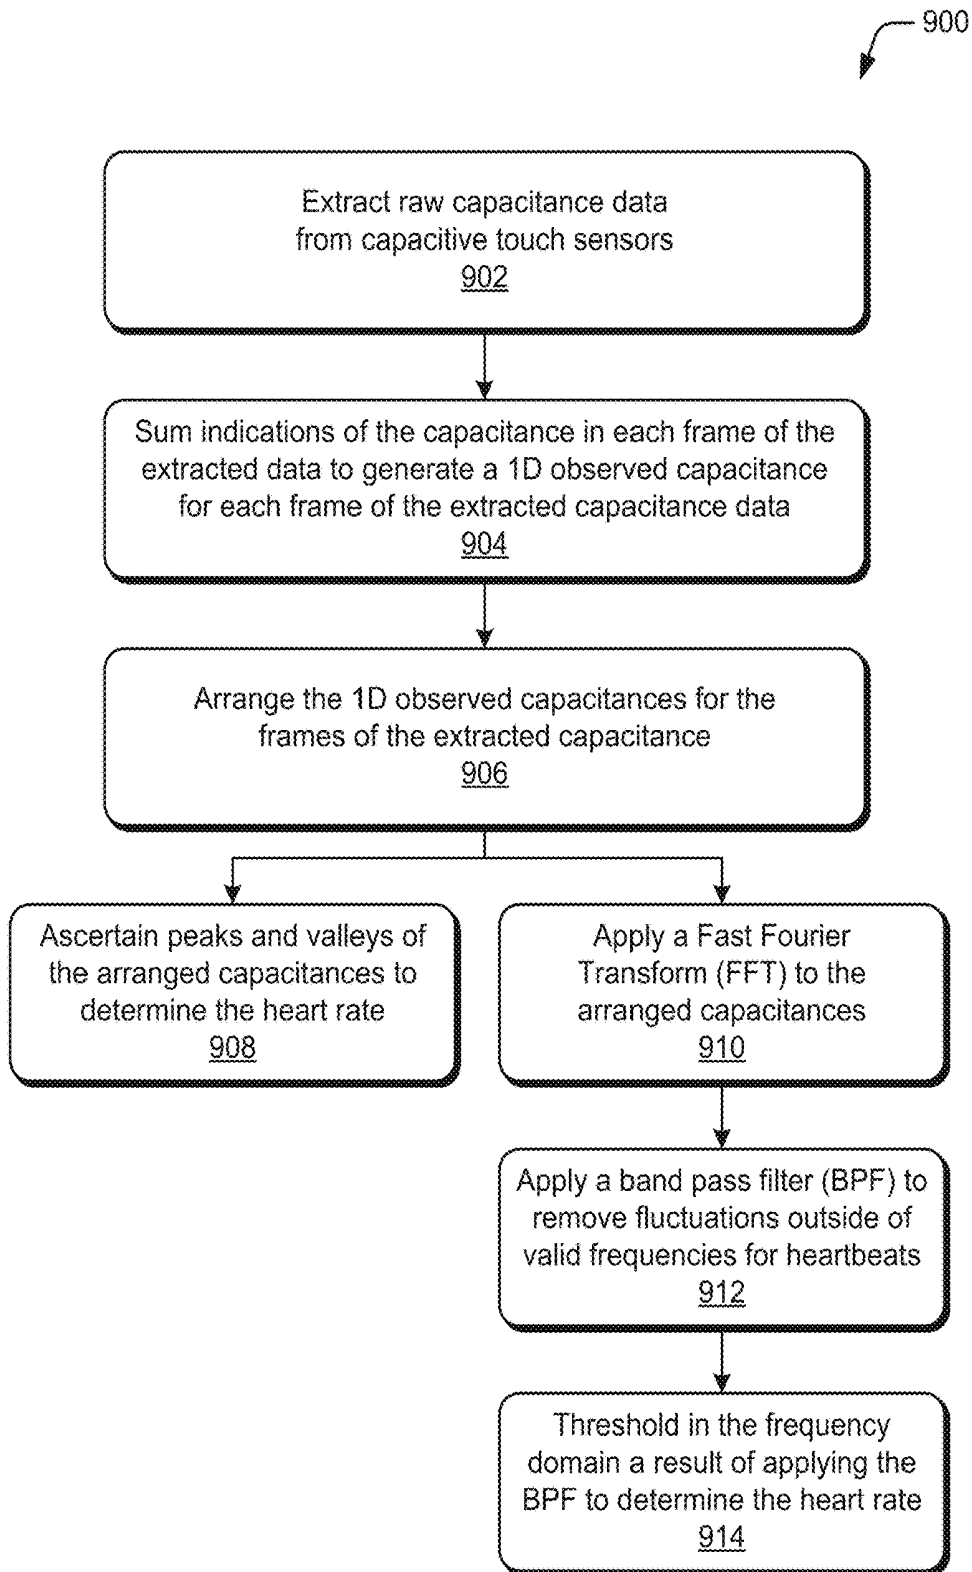 900
Extract raw capacitance data
from capacitive touch sensors
902
Sum indications of the capacitance in each frame of the
extracted data to generate a 1D observed capacitance
for each frame of the extracted capacitance data
904
Arrange the 1D observed capacitances for the
frames of the extracted capacitance
906
Ascertain peaks and valleys of
the arranged capacitances to
determine the heart rate
908
Apply a Fast Fourier
Transform (FFT) to the
arranged capacitances
910
Apply a band pass filter (BPF) to
remove fluctuations outside of
valid frequencies for heartbeats
912
Threshold in the frequency
domain a result of applying the
BPF to determine the heart rate
914